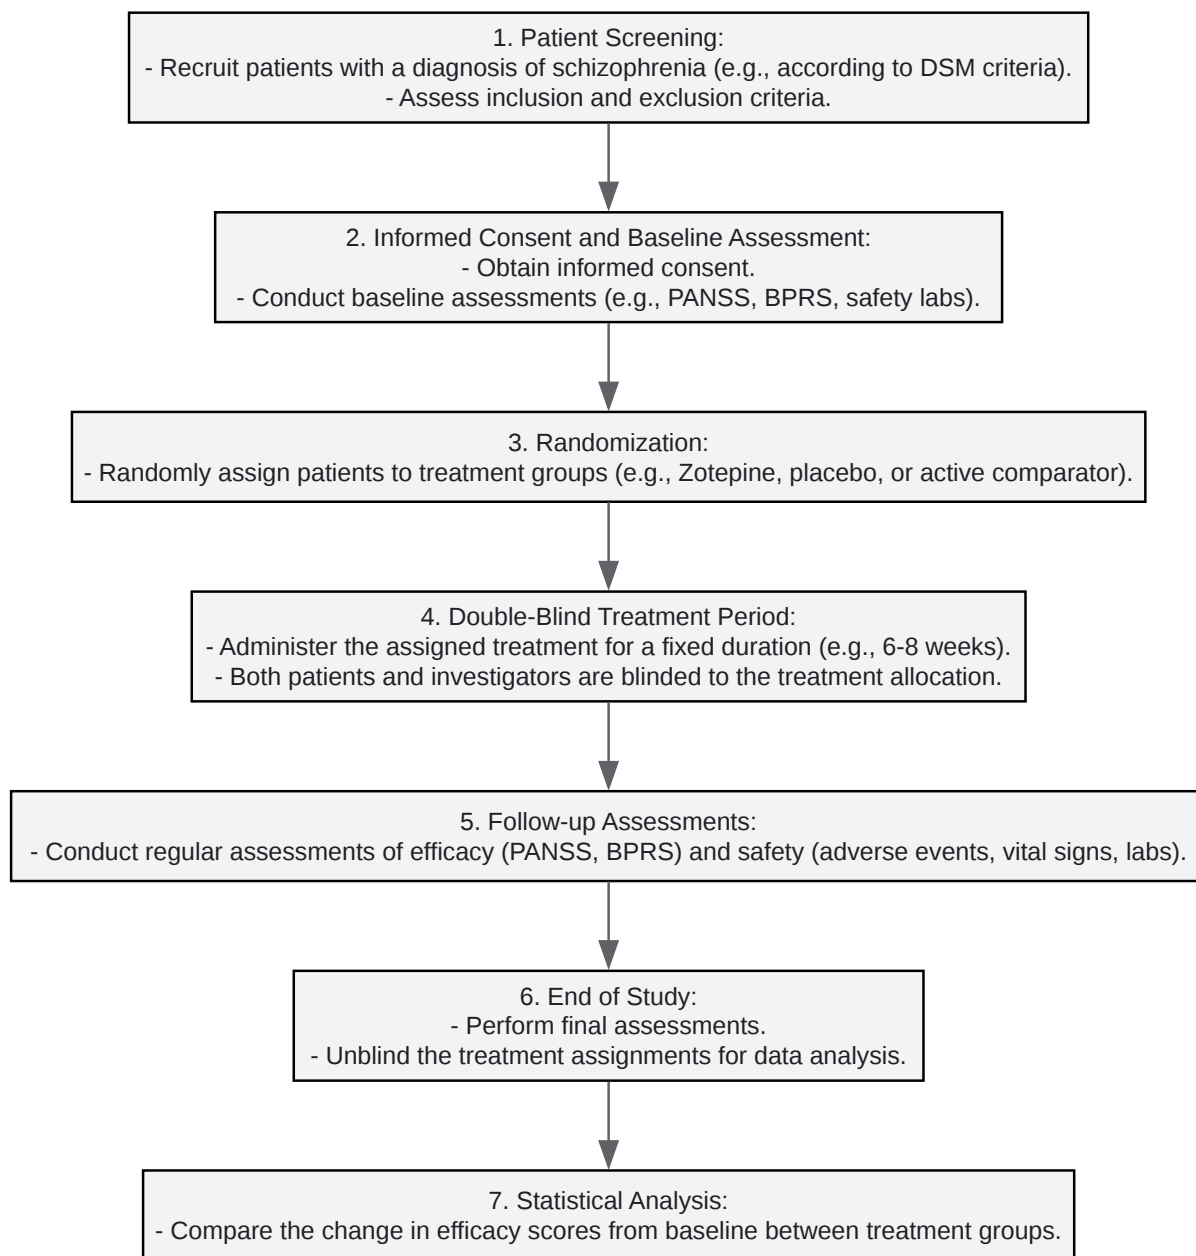 1. Patient Screening:
- Recruit patients with a diagnosis of schizophrenia (e.g., according to DSM criteria).
- Assess inclusion and exclusion criteria.
2. Informed Consent and Baseline Assessment:
- Obtain informed consent.
- Conduct baseline assessments (e.g., PANSS, BPRS, safety labs).
3. Randomization:
- Randomly assign patients to treatment groups (e.g., Zotepine, placebo, or active comparator).
4. Double-Blind Treatment Period:
- Administer the assigned treatment for a fixed duration (e.g., 6-8 weeks).
- Both patients and investigators are blinded to the treatment allocation.
5. Follow-up Assessments:
- Conduct regular assessments of efficacy (PANSS, BPRS) and safety (adverse events, vital signs, labs).
6. End of Study:
- Perform final assessments.
- Unblind the treatment assignments for data analysis.
7. Statistical Analysis:
- Compare the change in efficacy scores from baseline between treatment groups.